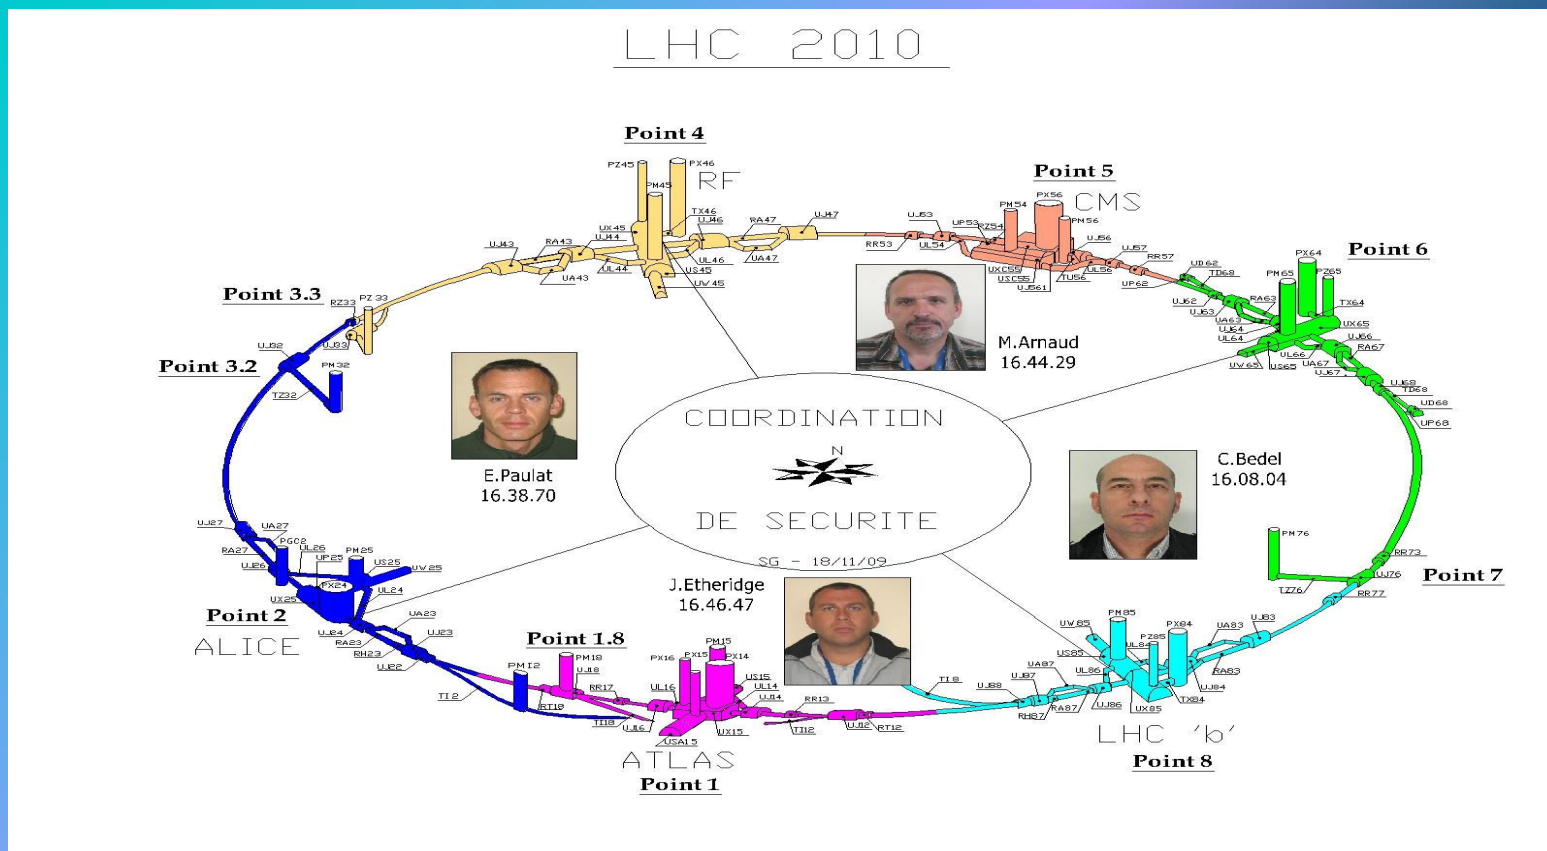 LHC 2010
Point 4
PZ45
PX46
PM45
RF
TX46
UX45
UJ46
RA47
UJ47
UJ43
RA43
UJ44
UA43
UL44
UL46
US45
UA47
UW45
Point 5
PX56
CMS
PM54
PM56
UJ53
UP53
PZ54
RR53
UL54
UJ56
UJ57
RR57
UXC55
USC55
UJ561
TU56
UL56
UP62
Point 6
PX64
UD62
TD68
PM65
PZ65
UJ62
UJ63
RA63
UA63
TX64
UJ64
UL64
UX65
UJ66
RA67
UL66
UA67
UW65
US65
UJ67
UJ68
TD68
UD68
UP68
Point 3.3
RZ33
PZ 33
UJ33
UJ32
Point 3.2
PM32
TZ32
M.Arnaud
16.44.29
E.Paulat
16.38.70
COORDINATION
N
DE SECURITE
SG - 18/11/09
C.Bedel
16.08.04
J.Etheridge
16.46.47
UJ27
UA27
RA27
PGC2
UL26
UP25
PM25
US25
UW25
UJ26
PX24
UX25
UL24
Point 2
ALICE
UJ24
RA23
UA23
UJ23
RH23
UJ22
TI2
PMI2
Point 1.8
PM18
UJ18
RR17
RT18
TI18
UJ16
UL16
PX16
PX15
PM15
PX14
US15
UL14
UJ14
RR13
USA15
UX15
TI12
UJ12
RT12
ATLAS
Point 1
PM76
RR73
UJ76
TZ76
RR77
Point 7
PM85
UW85
US85
UL84
PZ85
PX84
UA83
UJ83
RA83
UJ84
TX84
UX85
UL86
UJ86
UA87
UJ87
RA87
RH87
UJ88
TI8
LHC 'b'
Point 8